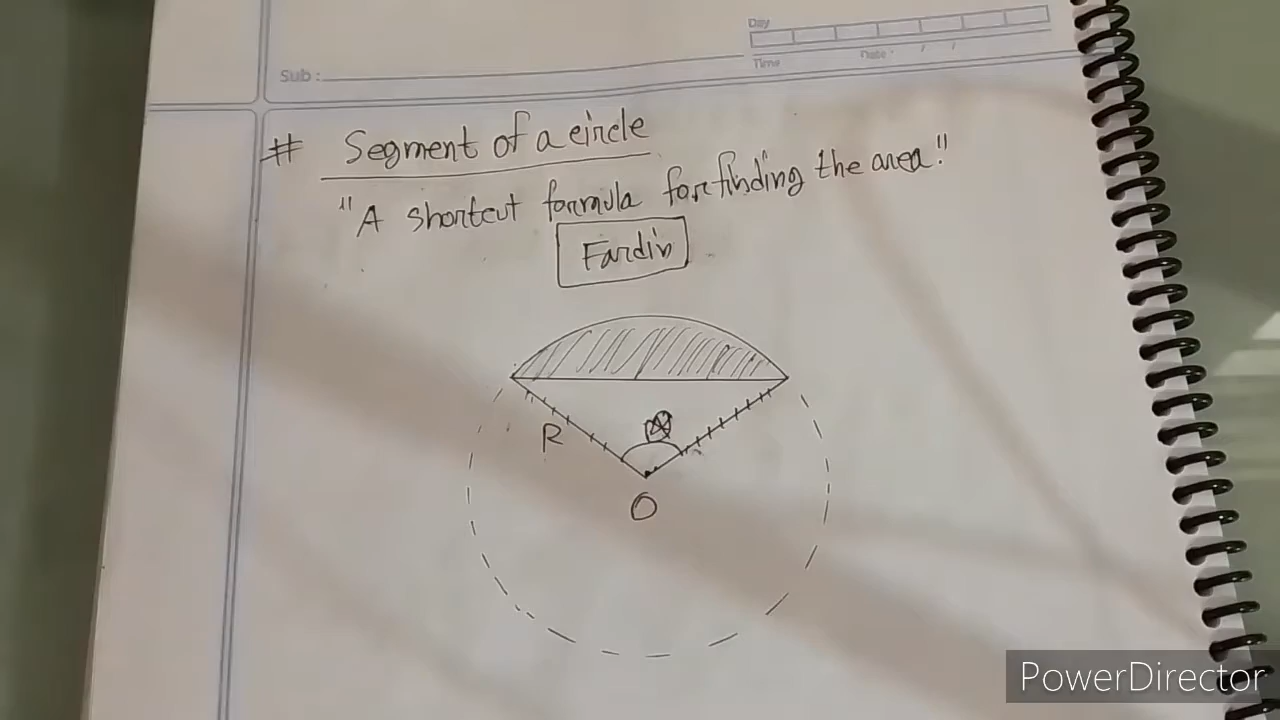 Day
Sub :
Time
Date :   /   /
# Segment of a circle
"A shortcut formula for finding the area."
Fardin
R
O
PowerDirector